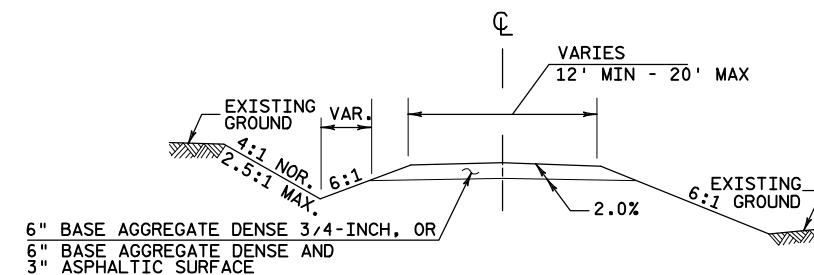 ℄
VARIES
12' MIN - 20' MAX
EXISTING
GROUND
VAR.
4:1 NOR.
2.5:1 MAX.
6:1
6:1
EXISTING
GROUND
2.0%
6" BASE AGGREGATE DENSE 3/4-INCH, OR
6" BASE AGGREGATE DENSE AND
3" ASPHALTIC SURFACE